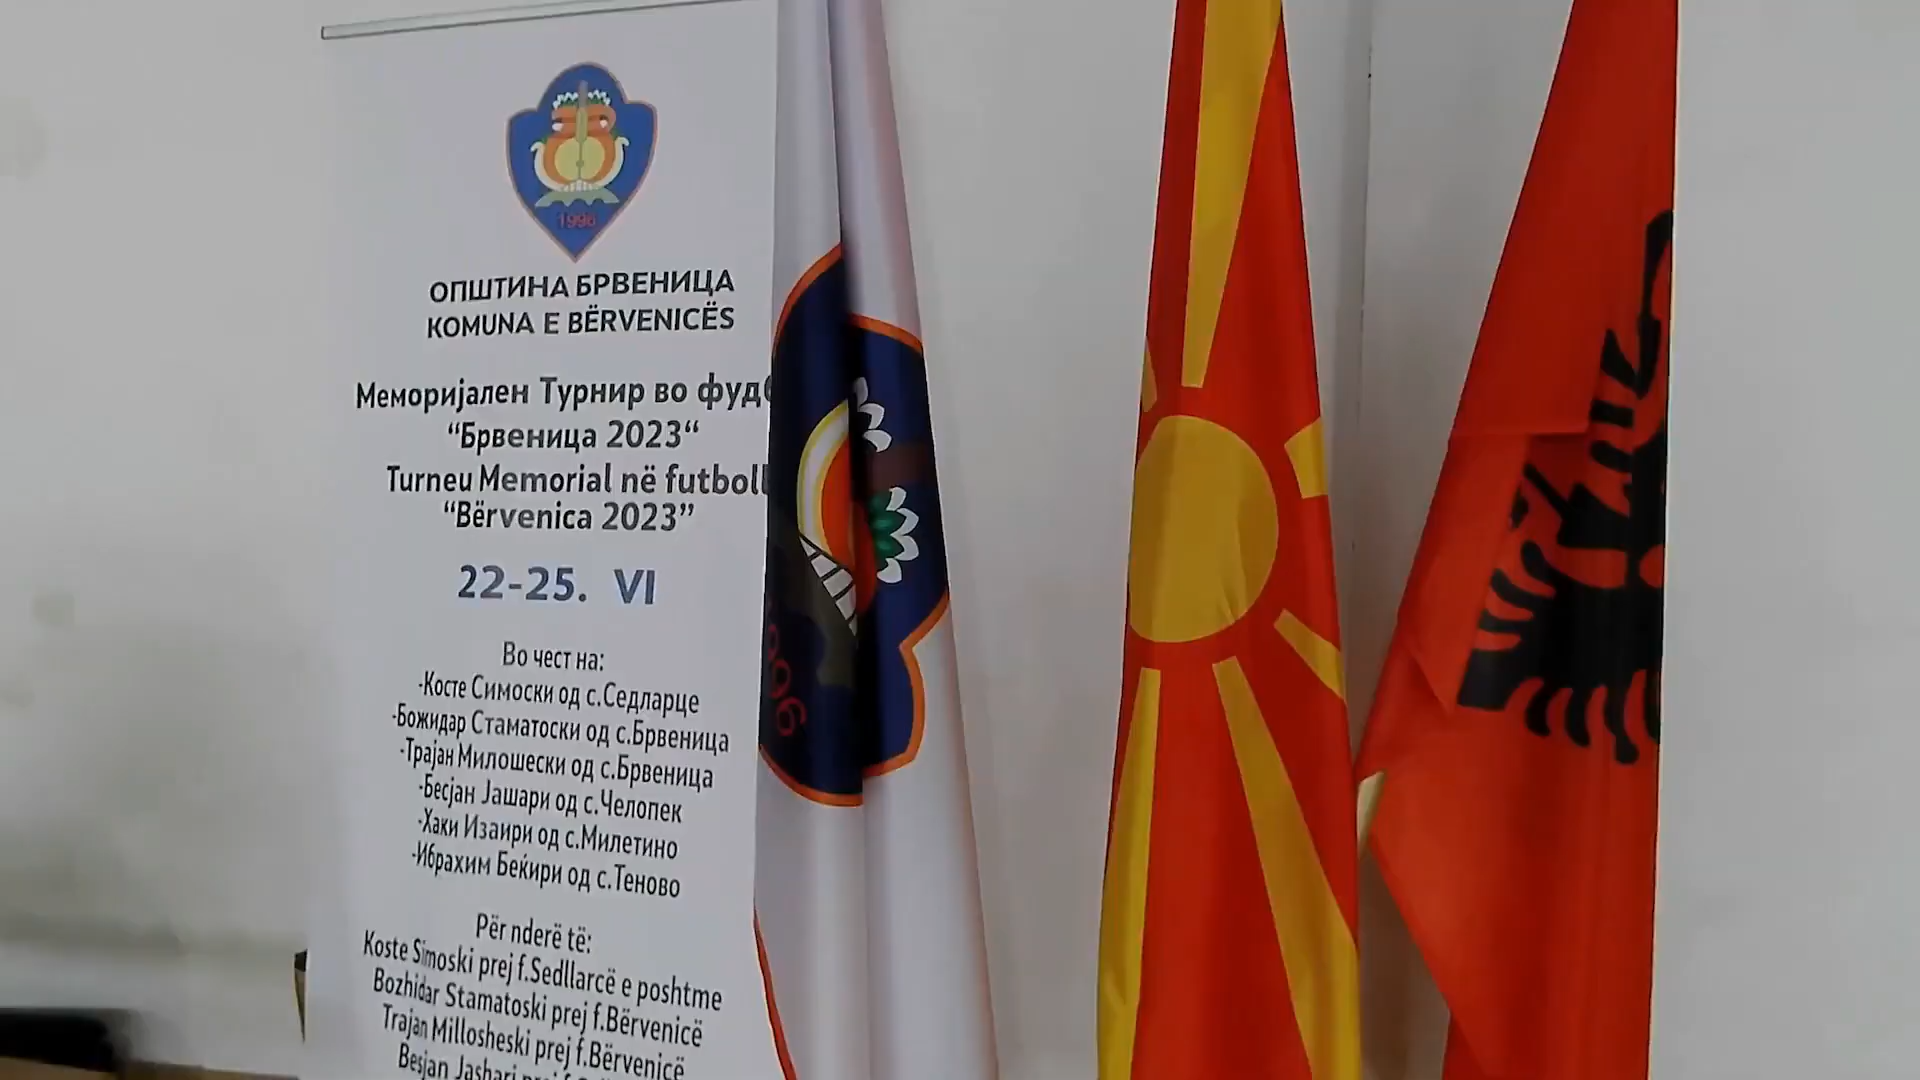 1996
ОПШТИНА БРВЕНИЦА
KOMUNA E BËRVENICËS
Меморијален Турнир во
“Брвеница 2023“
Turneu Memorial në futboll
“Bërvenica 2023”
22-25. VI
Во чест на:
-Косте Симоски од с.Седларце
-Божидар Стаматоски од с.Брвеница
-Трајан Милошески од с.Брвеница
-Бесјан Јашари од с.Челопек
-Хаки Изаири од с.Милетино
-Ибрахим Беќири од с.Теново
Për nderë të:
Koste Simoski prej f.Sedllarcë e poshtme
Bozhidar Stamatoski prej f.Bërvenicë
Trajan Millosheski prej f.Bërvenicë
Besjan Jashari